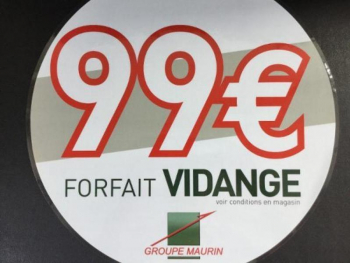 99€
FORFAIT VIDANGE
voir conditions en magasin
GROUPE MAURIN